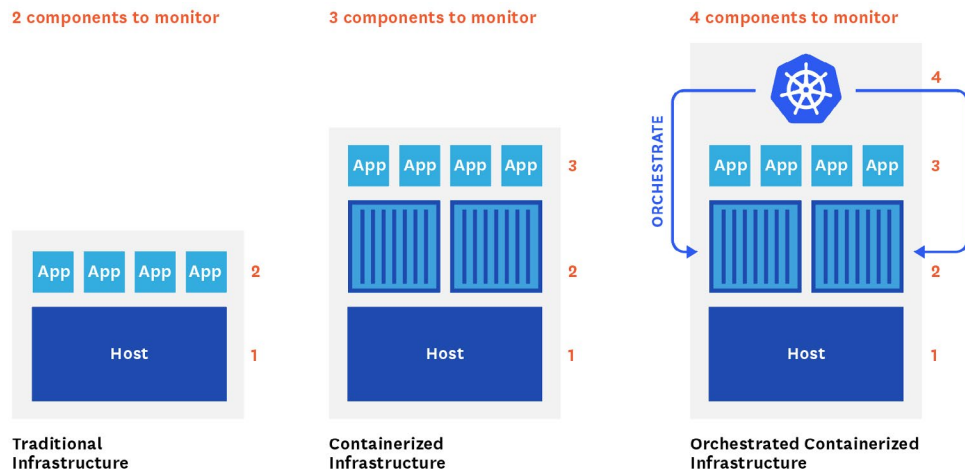 2 components to monitor
3 components to monitor
4 components to monitor
App App App App
2
Host
1
Traditional
Infrastructure
App App App App
3
2
Host
1
Containerized
Infrastructure
4
ORCHESTRATE
App App App App
3
2
Host
1
Orchestrated Containerized
Infrastructure